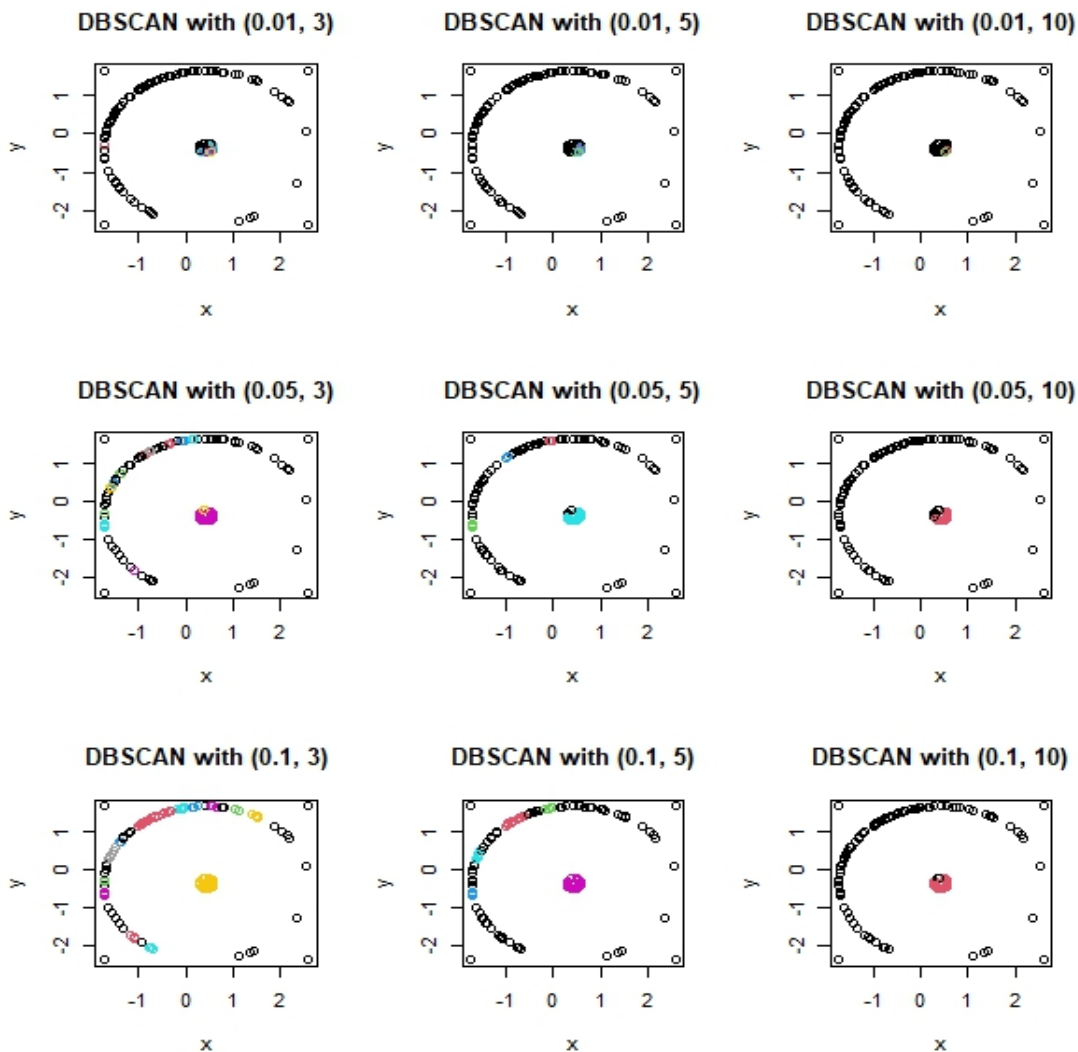 DBSCAN with (0.01, 3) DBSCAN with (0.01, 5) DBSCAN with (0.01, 10)
y y y
1 1 1
0 0 0
-1 -1 -1
-2 -2 -2
-1 0 1 2 -1 0 1 2 -1 0 1 2
x x x
DBSCAN with (0.05, 3) DBSCAN with (0.05, 5) DBSCAN with (0.05, 10)
y y y
1 1 1
0 0 0
-1 -1 -1
-2 -2 -2
-1 0 1 2 -1 0 1 2 -1 0 1 2
x x x
DBSCAN with (0.1, 3) DBSCAN with (0.1, 5) DBSCAN with (0.1, 10)
y y y
1 1 1
0 0 0
-1 -1 -1
-2 -2 -2
-1 0 1 2 -1 0 1 2 -1 0 1 2
x x x